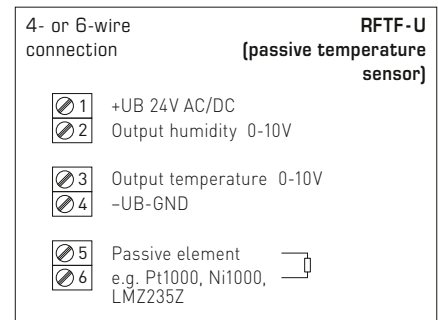 4- or 6-wire RFTF-U
connection (passive temperature
sensor)
1 +UB 24V AC/DC
2 Output humidity 0-10V
3 Output temperature 0-10V
4 –UB-GND
5 Passive element
6 e.g. Pt1000, Ni1000,
LMZ235Z